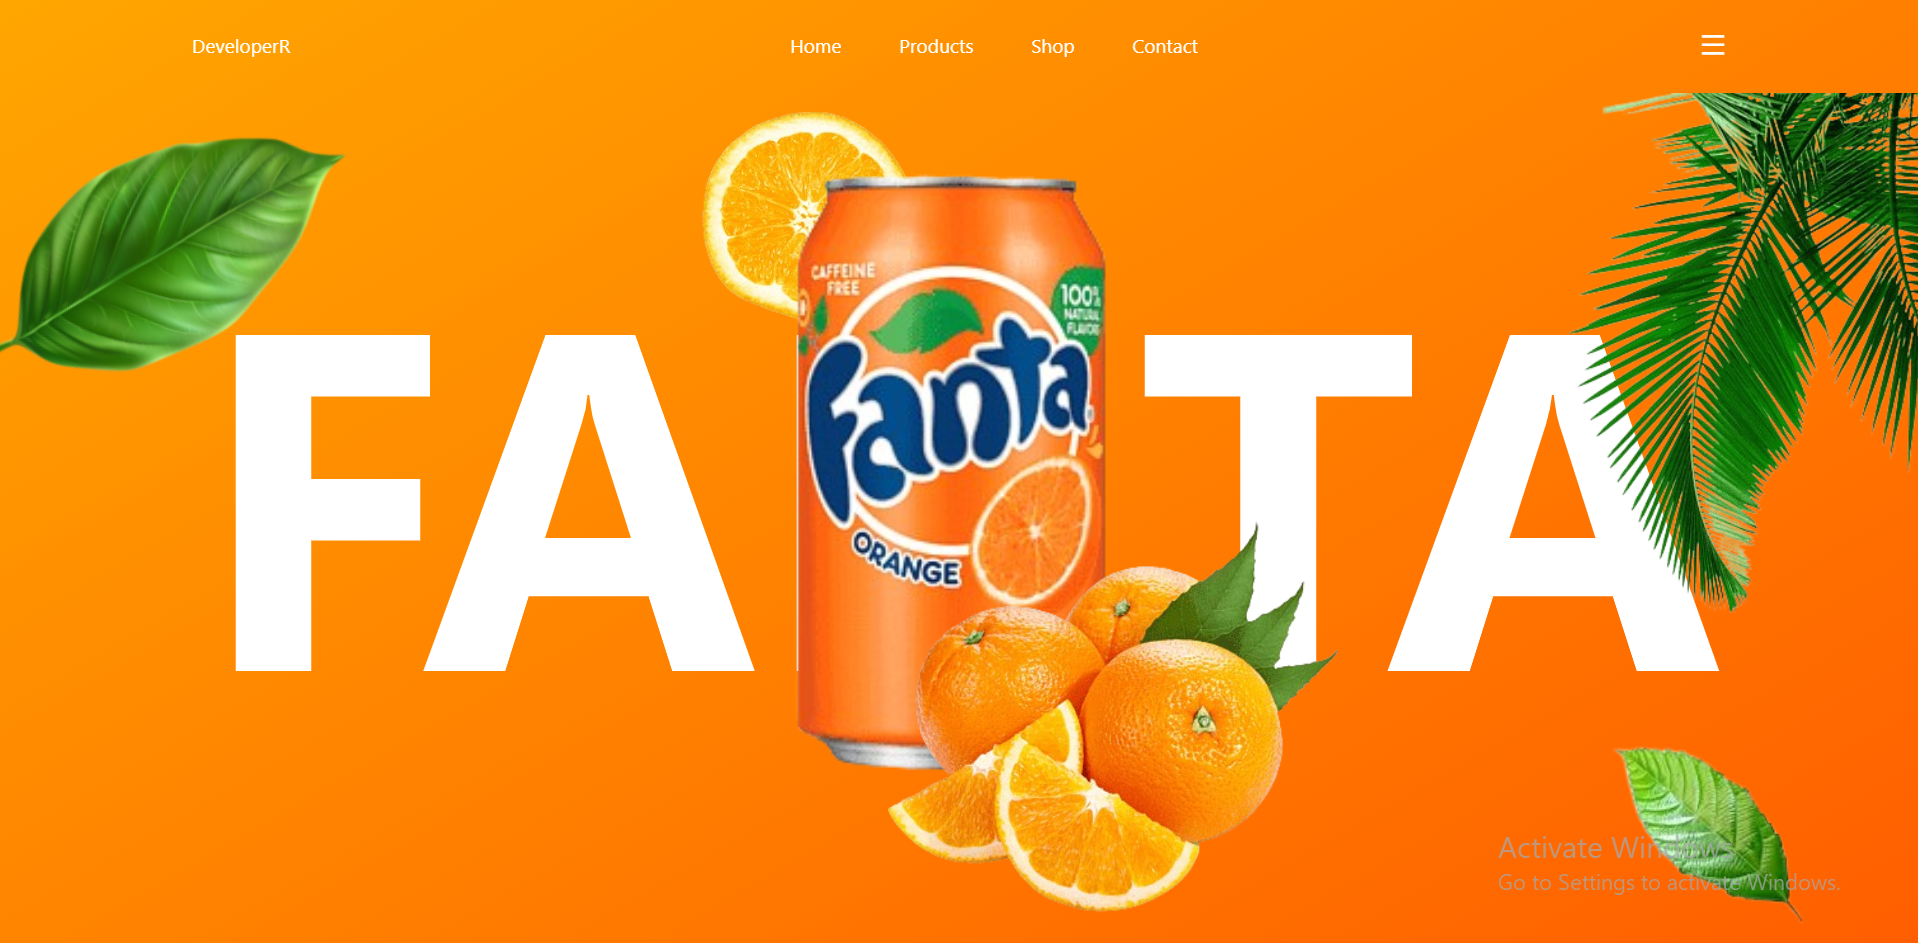 DeveloperR
Home Products Shop Contact
CAFFEINE
FREE
100%
NATURAL
FLAVORS
Fanta
ORANGE
FA TA
Activate Windows
Go to Settings to activate Windows.